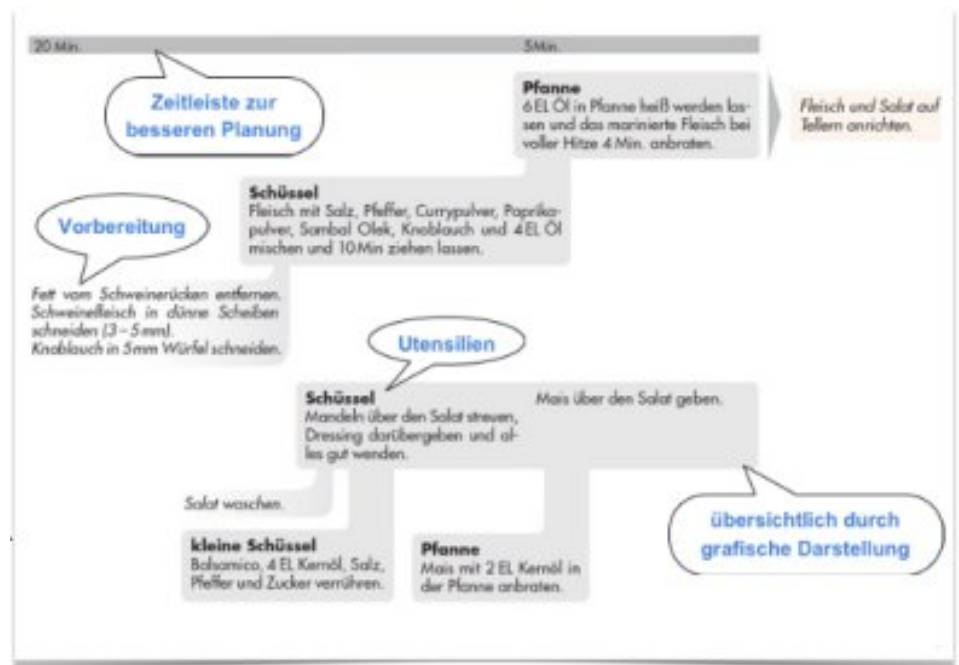 20 Min.
5Min.
Zeitleiste zur
besseren Planung
Pfanne
6 EL Öl in Pfanne heiß werden las-
sen und das marinierte Fleisch bei
voller Hitze 4 Min. anbraten.
Fleisch und Salat auf
Tellern anrichten.
Schüssel
Fleisch mit Salz, Pfeffer, Currypulver, Paprika-
pulver, Sambal Olek, Knoblauch und 4 EL Öl
mischen und 10 Min ziehen lassen.
Vorbereitung
Fett vom Schweinerücken entfernen.
Schweinefleisch in dünne Scheiben
schneiden (3–5 mm).
Knoblauch in 5mm Würfel schneiden.
Utensilien
Schüssel
Mandeln über den Salat streuen,
Dressing darübergeben und al-
les gut wenden.
Mais über den Salat geben.
Salat waschen.
kleine Schüssel
Balsamico, 4 EL Kernöl, Salz,
Pfeffer und Zucker verrühren.
Pfanne
Mais mit 2 EL Kernöl in
der Pfanne anbraten.
übersichtlich durch
grafische Darstellung